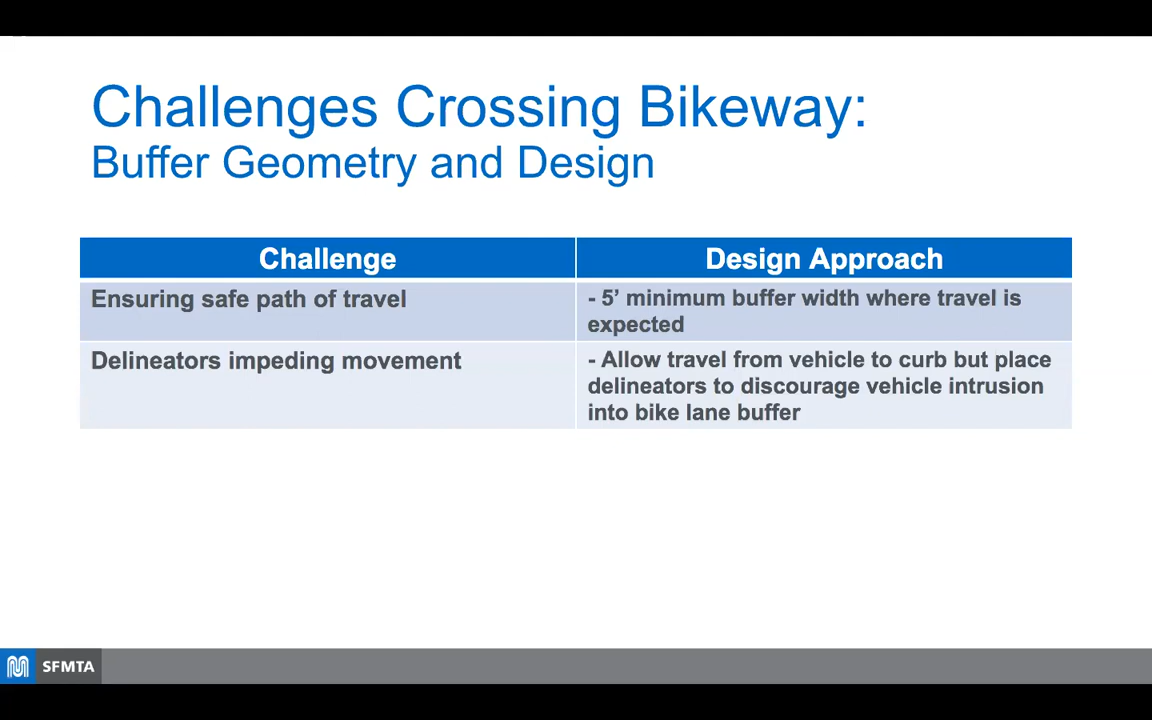 Challenges Crossing Bikeway:
Buffer Geometry and Design
Challenge
Design Approach
Ensuring safe path of travel
- 5’ minimum buffer width where travel is
expected
Delineators impeding movement
- Allow travel from vehicle to curb but place
delineators to discourage vehicle intrusion
into bike lane buffer
SFMTA